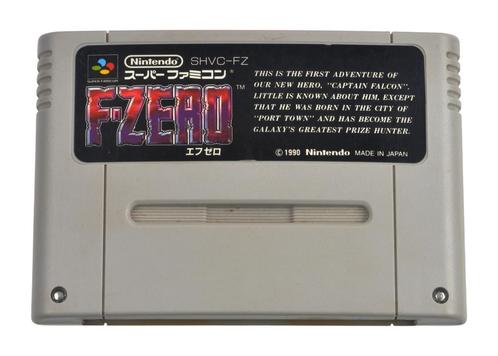 Nintendo SHVC-FZ
スーパーファミコン®
F-ZERO™
エフゼロ
THIS IS THE FIRST ADVENTURE OF
OUR NEW HERO, "CAPTAIN FALCON".
LITTLE IS KNOWN ABOUT HIM, EXCEPT
THAT HE WAS BORN IN THE CITY OF
"PORT TOWN" AND HAS BECOME THE
GALAXY'S GREATEST PRIZE HUNTER.
© 1990 Nintendo MADE IN JAPAN